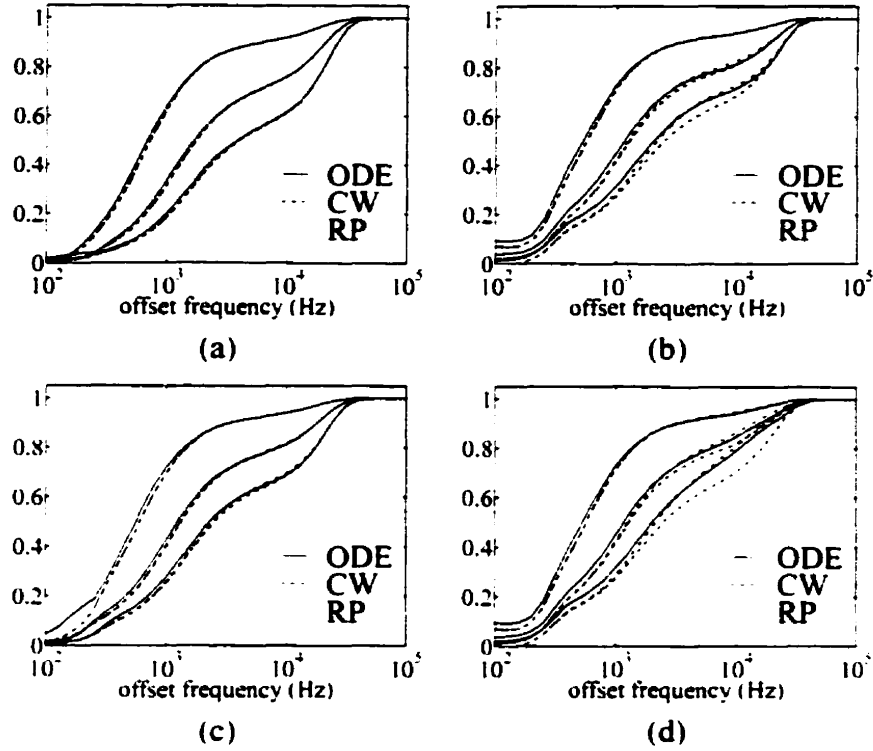 1
0.8
0.6
0.4
0.2
0
ODE
CW
RP
10² 10³ 10⁴ 10⁵
offset frequency (Hz)
(a)
1
0.8
0.6
0.4
0.2
0
ODE
CW
RP
10² 10³ 10⁴ 10⁵
offset frequency (Hz)
(b)
1
0.8
0.6
0.4
0.2
0
ODE
CW
RP
10² 10³ 10⁴ 10⁵
offset frequency (Hz)
(c)
1
0.8
0.6
0.4
0.2
0
ODE
CW
RP
10² 10³ 10⁴ 10⁵
offset frequency (Hz)
(d)